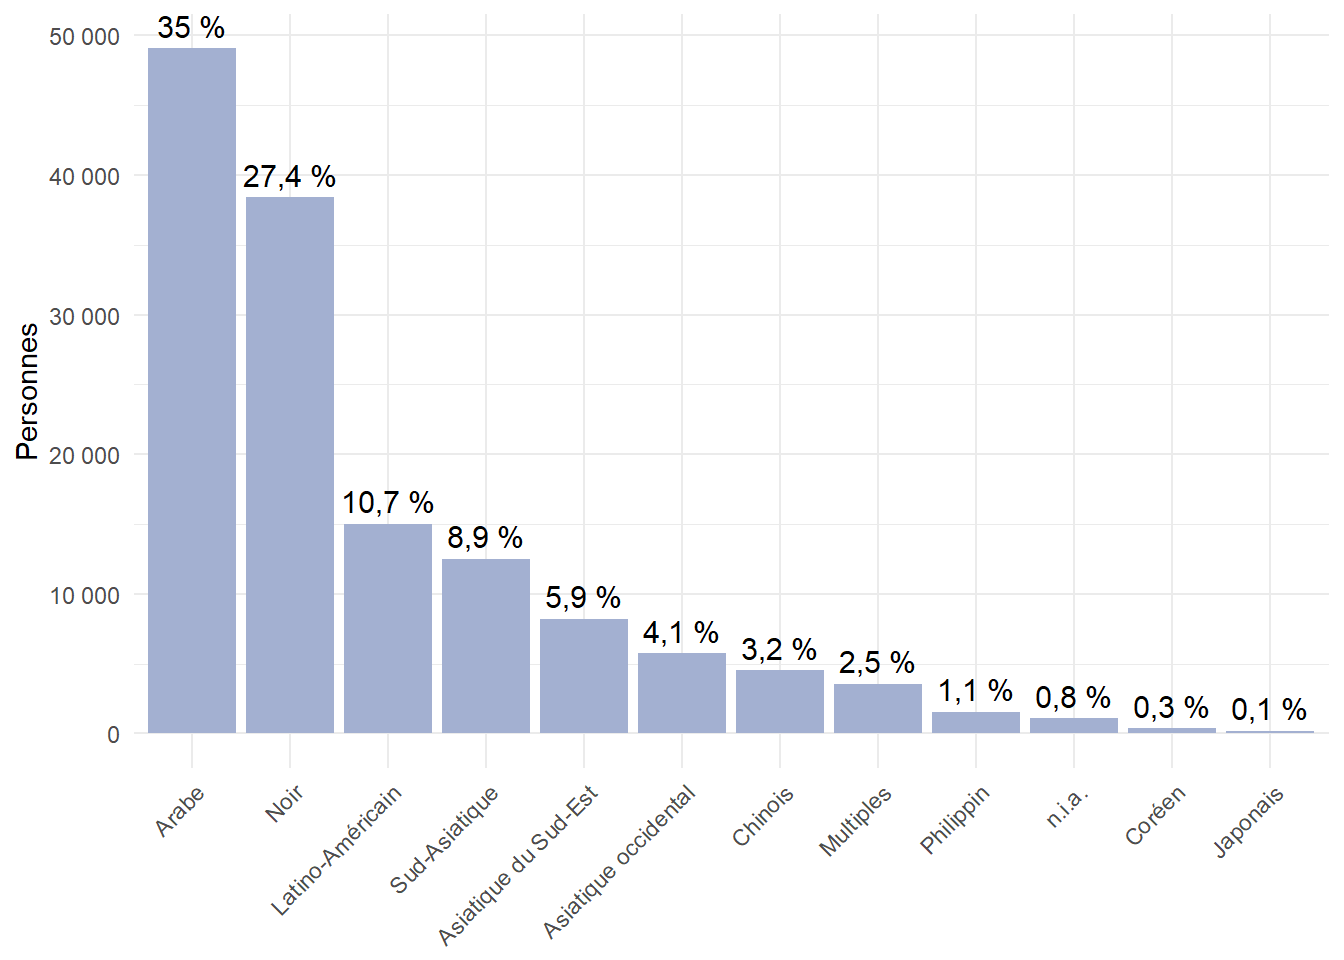 Personnes
50 000
40 000
30 000
20 000
10 000
0
35 %
27,4 %
10,7 %
8,9 %
5,9 %
4,1 %
3,2 %
2,5 %
1,1 %
0,8 %
0,3 %
0,1 %
Arabe
Noir
Latino-Américain
Sud-Asiatique
Asiatique du Sud-Est
Asiatique occidental
Chinois
Multiples
Philippin
n.i.a.
Coréen
Japonais